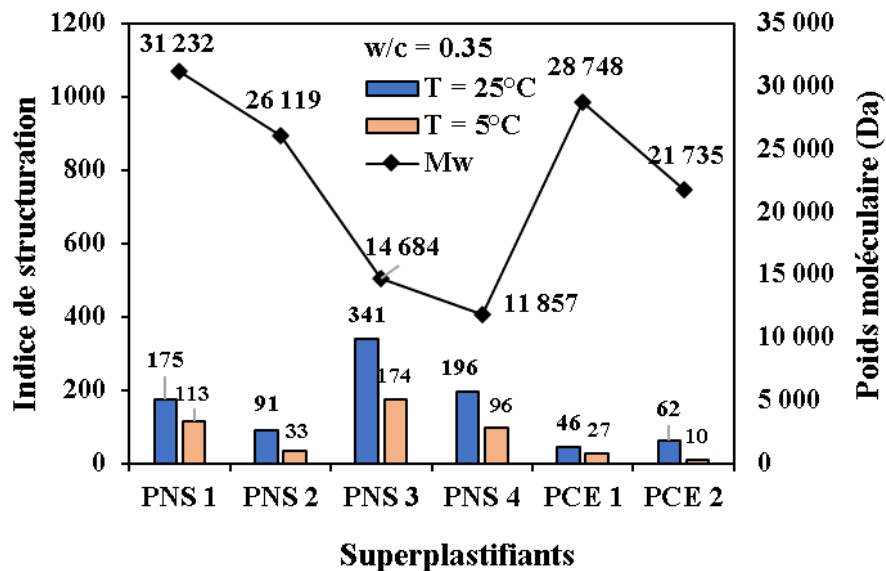 1200
1000
800
600
400
200
0
Indice de structuration
35 000
30 000
25 000
20 000
15 000
10 000
5 000
0
Poids moléculaire (Da)
w/c = 0.35
T = 25°C
T = 5°C
Mw
31 232
26 119
14 684
11 857
28 748
21 735
175
113
91
33
341
174
196
96
46
27
62
10
PNS 1
PNS 2
PNS 3
PNS 4
PCE 1
PCE 2
Superplastifiants